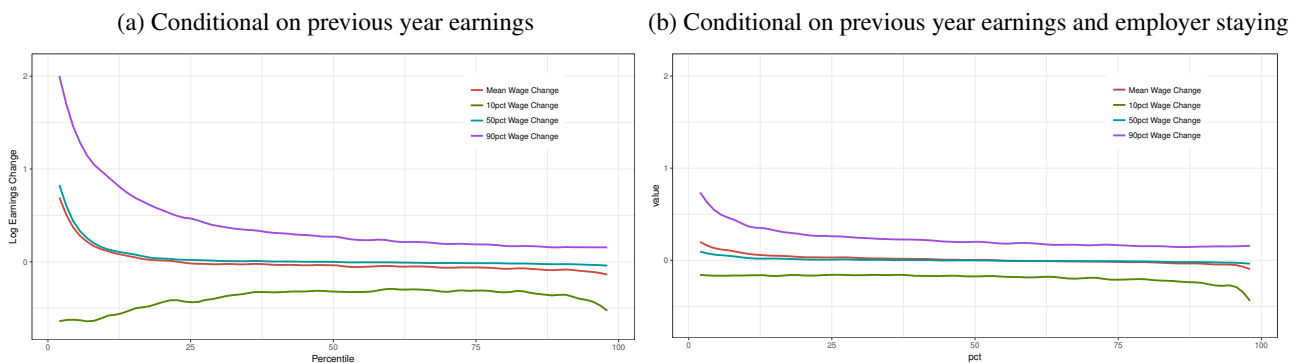 (a) Conditional on previous year earnings
2
1
0
Log Earnings Change
Mean Wage Change
10pct Wage Change
50pct Wage Change
90pct Wage Change
0
25
50
75
100
Percentile
(b) Conditional on previous year earnings and employer staying
2
1
0
value
Mean Wage Change
10pct Wage Change
50pct Wage Change
90pct Wage Change
0
25
50
75
100
pct